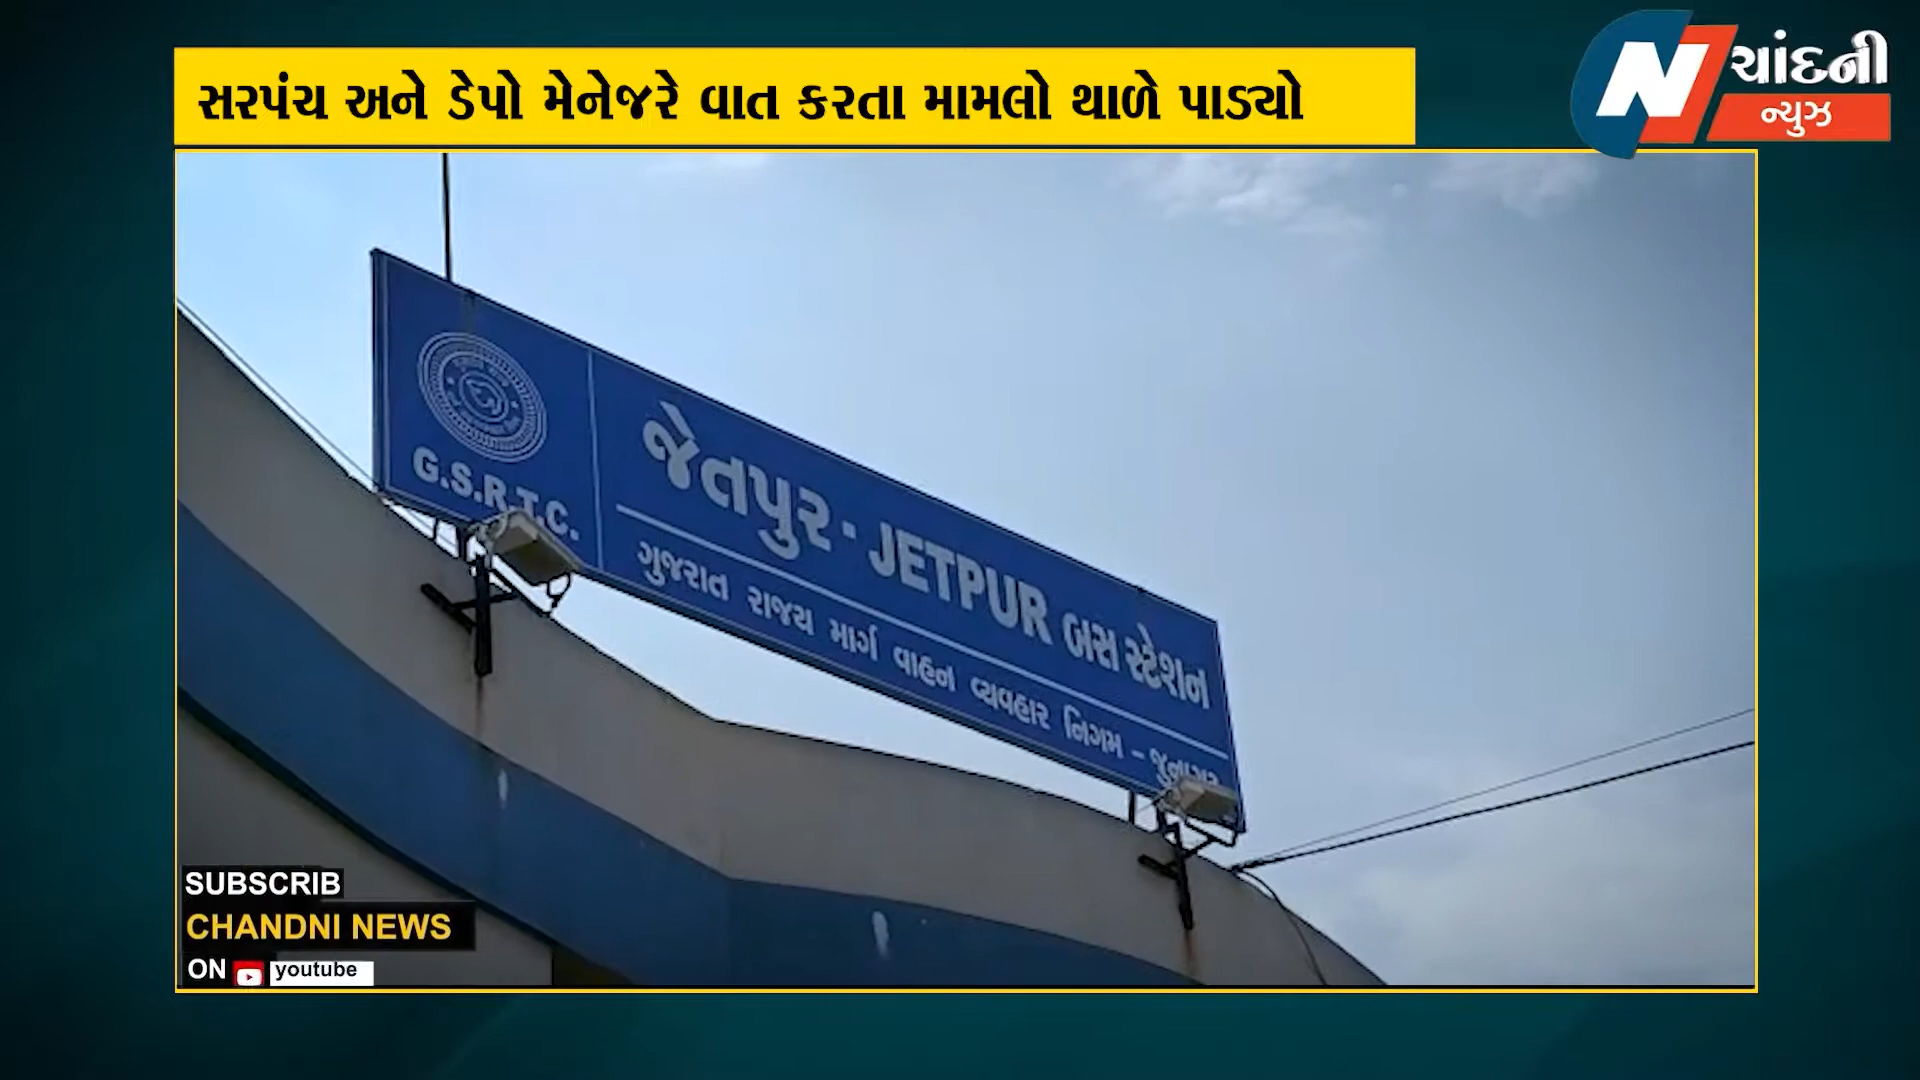 સરપંચ અને ડેપો મેનેજરે વાત કરતા મામલો થાળે પાડ્યો
ચાંદની
ન્યુઝ
G.S.R.T.C.
જેતપુર - JETPUR બસ સ્ટેશન
ગુજરાત રાજ્ય માર્ગ વાહન વ્યવહાર નિગમ -
SUBSCRIB
CHANDNI NEWS
ON youtube